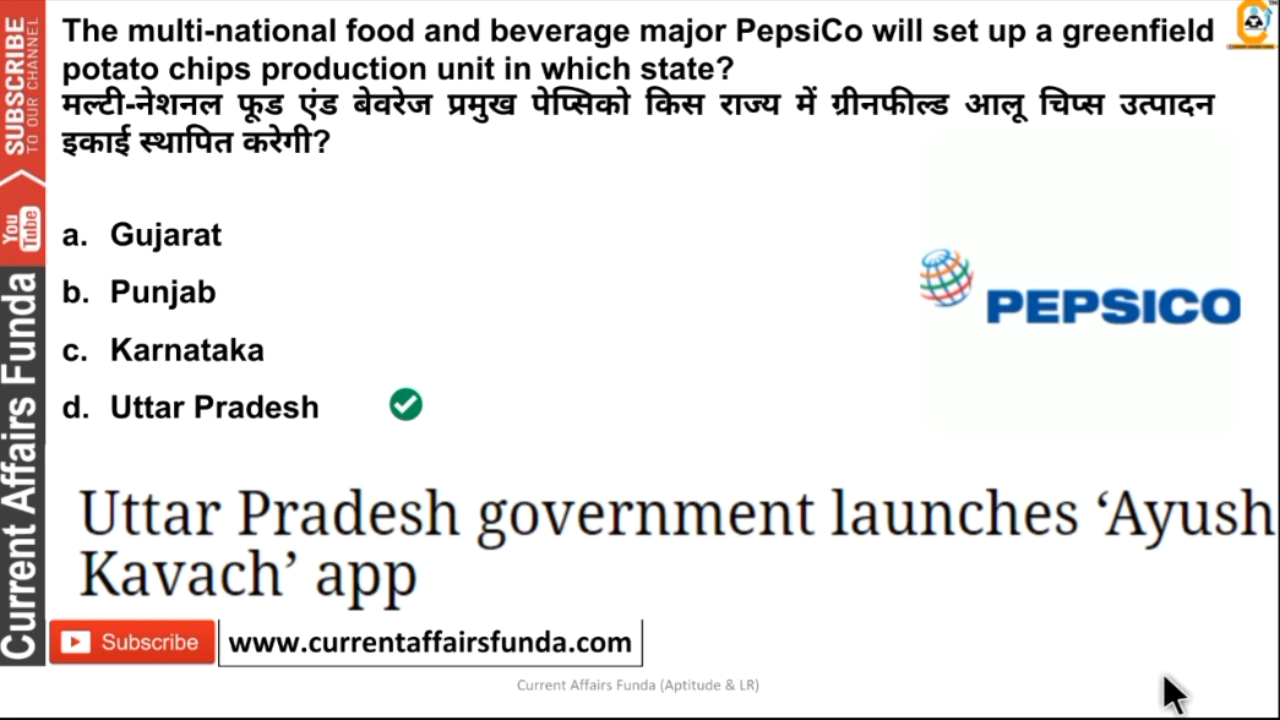 The multi-national food and beverage major PepsiCo will set up a greenfield
potato chips production unit in which state?
मल्टी-नेशनल फूड एंड बेवरेज प्रमुख पेप्सिको किस राज्य में ग्रीनफील्ड आलू चिप्स उत्पादन
इकाई स्थापित करेगी?
a. Gujarat
b. Punjab
c. Karnataka
d. Uttar Pradesh
PEPSICO
Uttar Pradesh government launches ‘Ayush
Kavach’ app
Subscribe
www.currentaffairsfunda.com
Current Affairs Funda (Aptitude & LR)
SUBSCRIBE
TO OUR CHANNEL
You
Tube
Current Affairs Funda